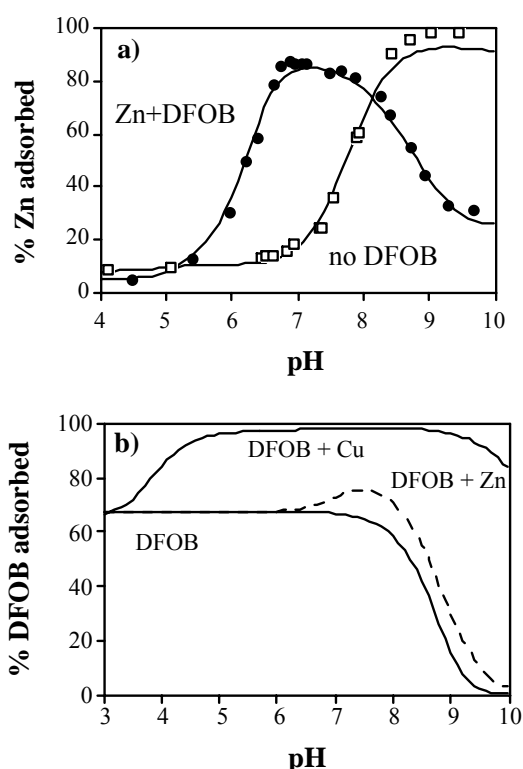 a)
100
80
60
40
20
0
% Zn adsorbed
Zn+DFOB
no DFOB
4 5 6 7 8 9 10
pH
b)
100
80
60
40
20
0
% DFOB adsorbed
DFOB + Cu
DFOB + Zn
DFOB
3 4 5 6 7 8 9 10
pH